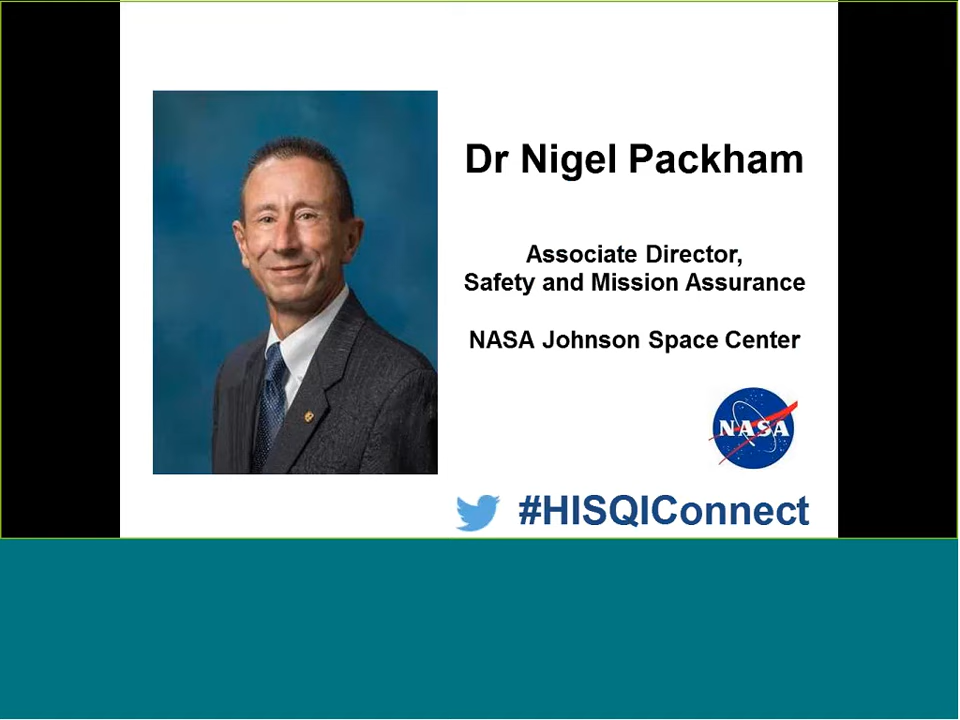 Dr Nigel Packham
Associate Director,
Safety and Mission Assurance
NASA Johnson Space Center
NASA
#HISQIConnect